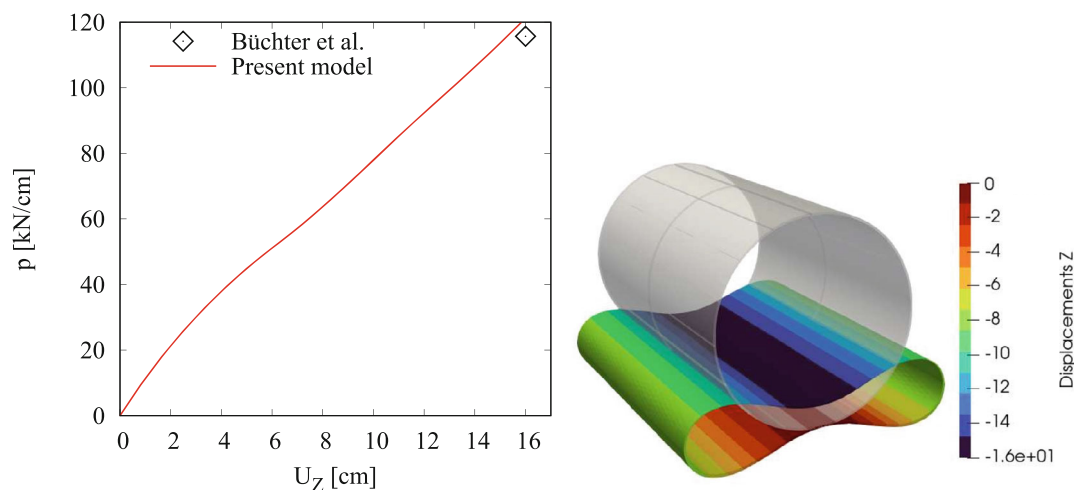 120
100
80
60
40
20
0
p [kN/cm]
Büchter et al.
Present model
0 2 4 6 8 10 12 14 16
U_Z [cm]
0
-2
-4
-6
-8
-10
-12
-14
-1.6e+01
Displacements Z